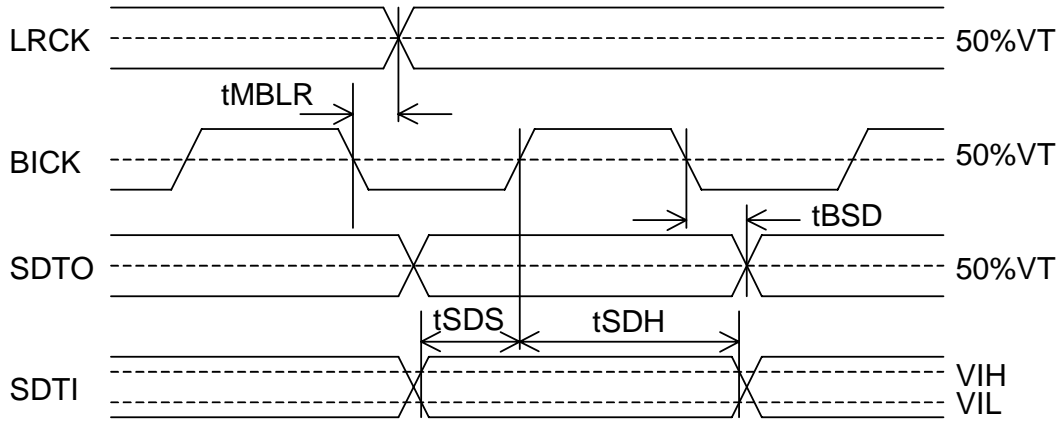 LRCK 50%VT
tMBLR
BICK 50%VT
tBSD
SDTO 50%VT
tSDS tSDH
SDTI VIH
VIL